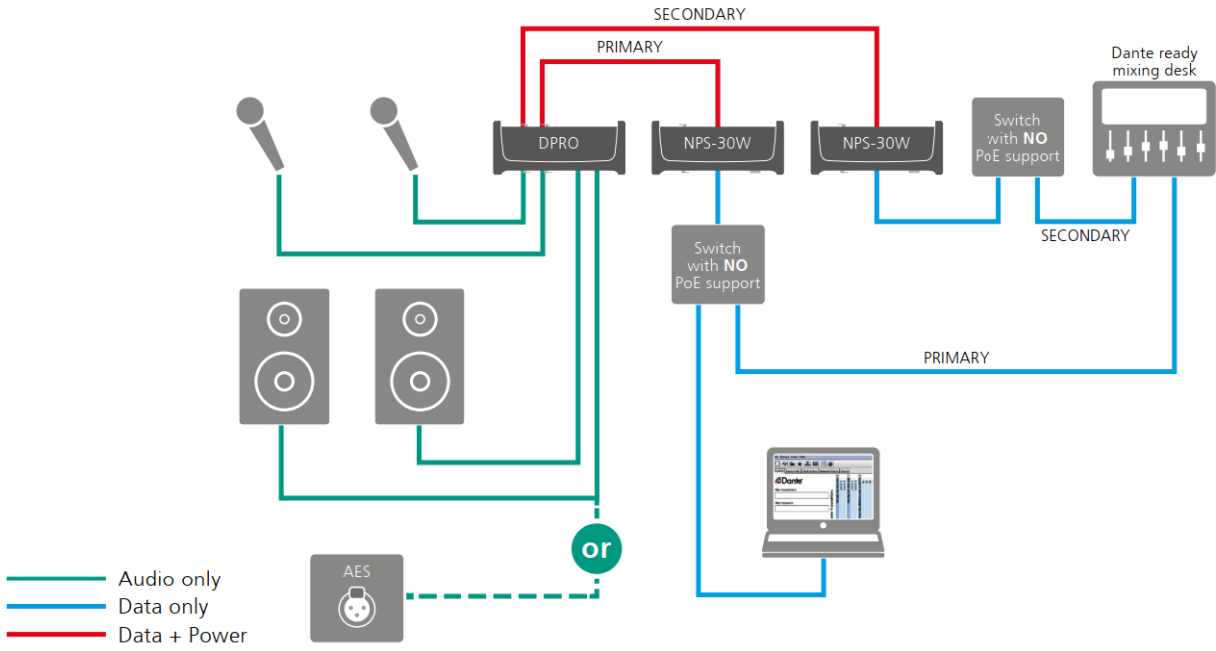 SECONDARY
PRIMARY
Dante ready
mixing desk
DPRO
NPS-30W
NPS-30W
Switch
with NO
PoE support
SECONDARY
Switch
with NO
PoE support
PRIMARY
Dante
or
AES
Audio only
Data only
Data + Power